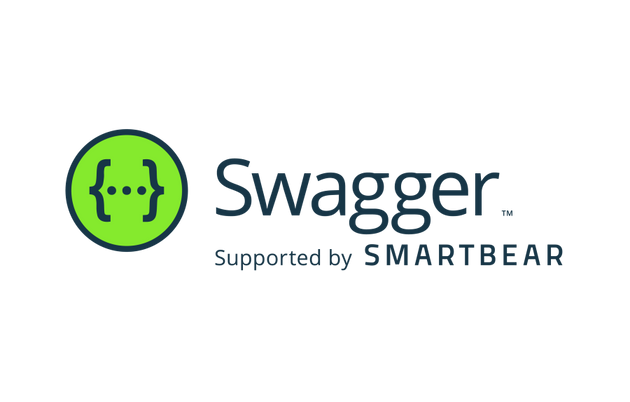 {...}
Swagger™
Supported by SMARTBEAR